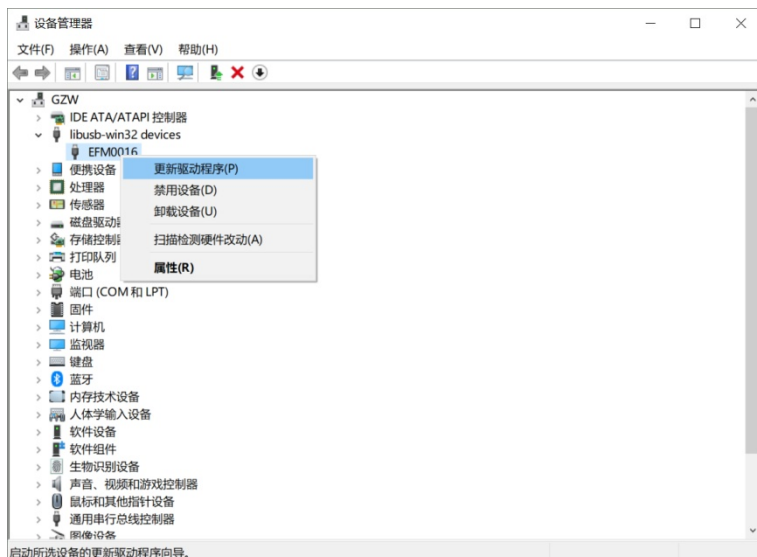 设备管理器
文件(F) 操作(A) 查看(V) 帮助(H)
GZW
IDE ATA/ATAPI 控制器
libusb-win32 devices
EFM0016
便携设备
更新驱动程序(P)
处理器
禁用设备(D)
传感器
卸载设备(U)
磁盘驱动
存储控制
扫描检测硬件改动(A)
打印队列
属性(R)
电池
端口 (COM 和 LPT)
固件
计算机
监视器
键盘
蓝牙
内存技术设备
人体学输入设备
软件设备
软件组件
生物识别设备
声音、视频和游戏控制器
鼠标和其他指针设备
通用串行总线控制器
图像设备
启动所选设备的更新驱动程序向导。